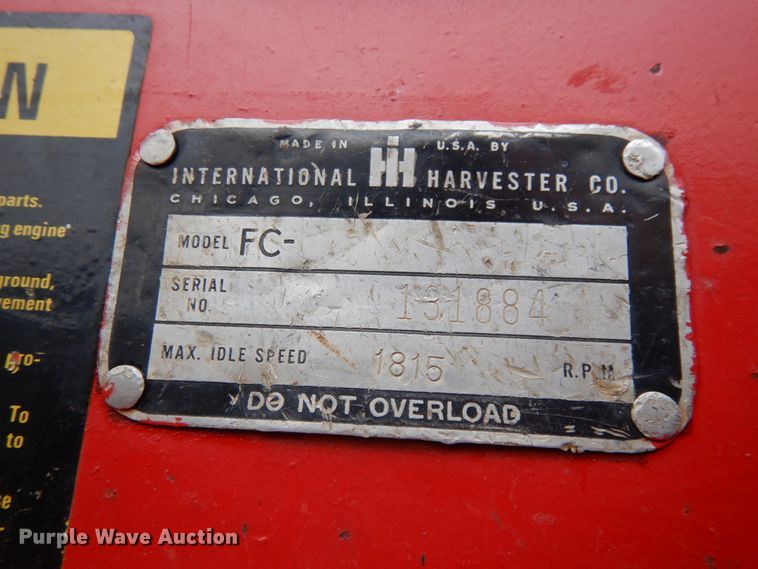 N
parts.
g engine
MADE IN IH U.S.A. BY
INTERNATIONAL HARVESTER CO.
CHICAGO, ILLINOIS U.S.A.
MODEL FC-
ground,
vement
SERIAL NO. 131884
MAX. IDLE SPEED 1815 R.P.M.
pro-
DO NOT OVERLOAD
To
to
Purple Wave Auction